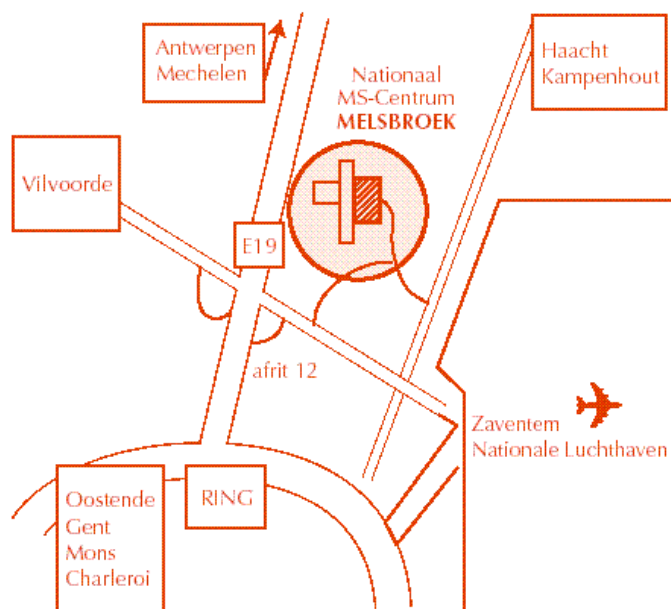 Antwerpen
Mechelen
Nationaal
MS-Centrum
MELSBROEK
Haacht
Kampenhout
Vilvoorde
E19
afrit 12
Zaventem
Nationale Luchthaven
Oostende
Gent
Mons
Charleroi
RING